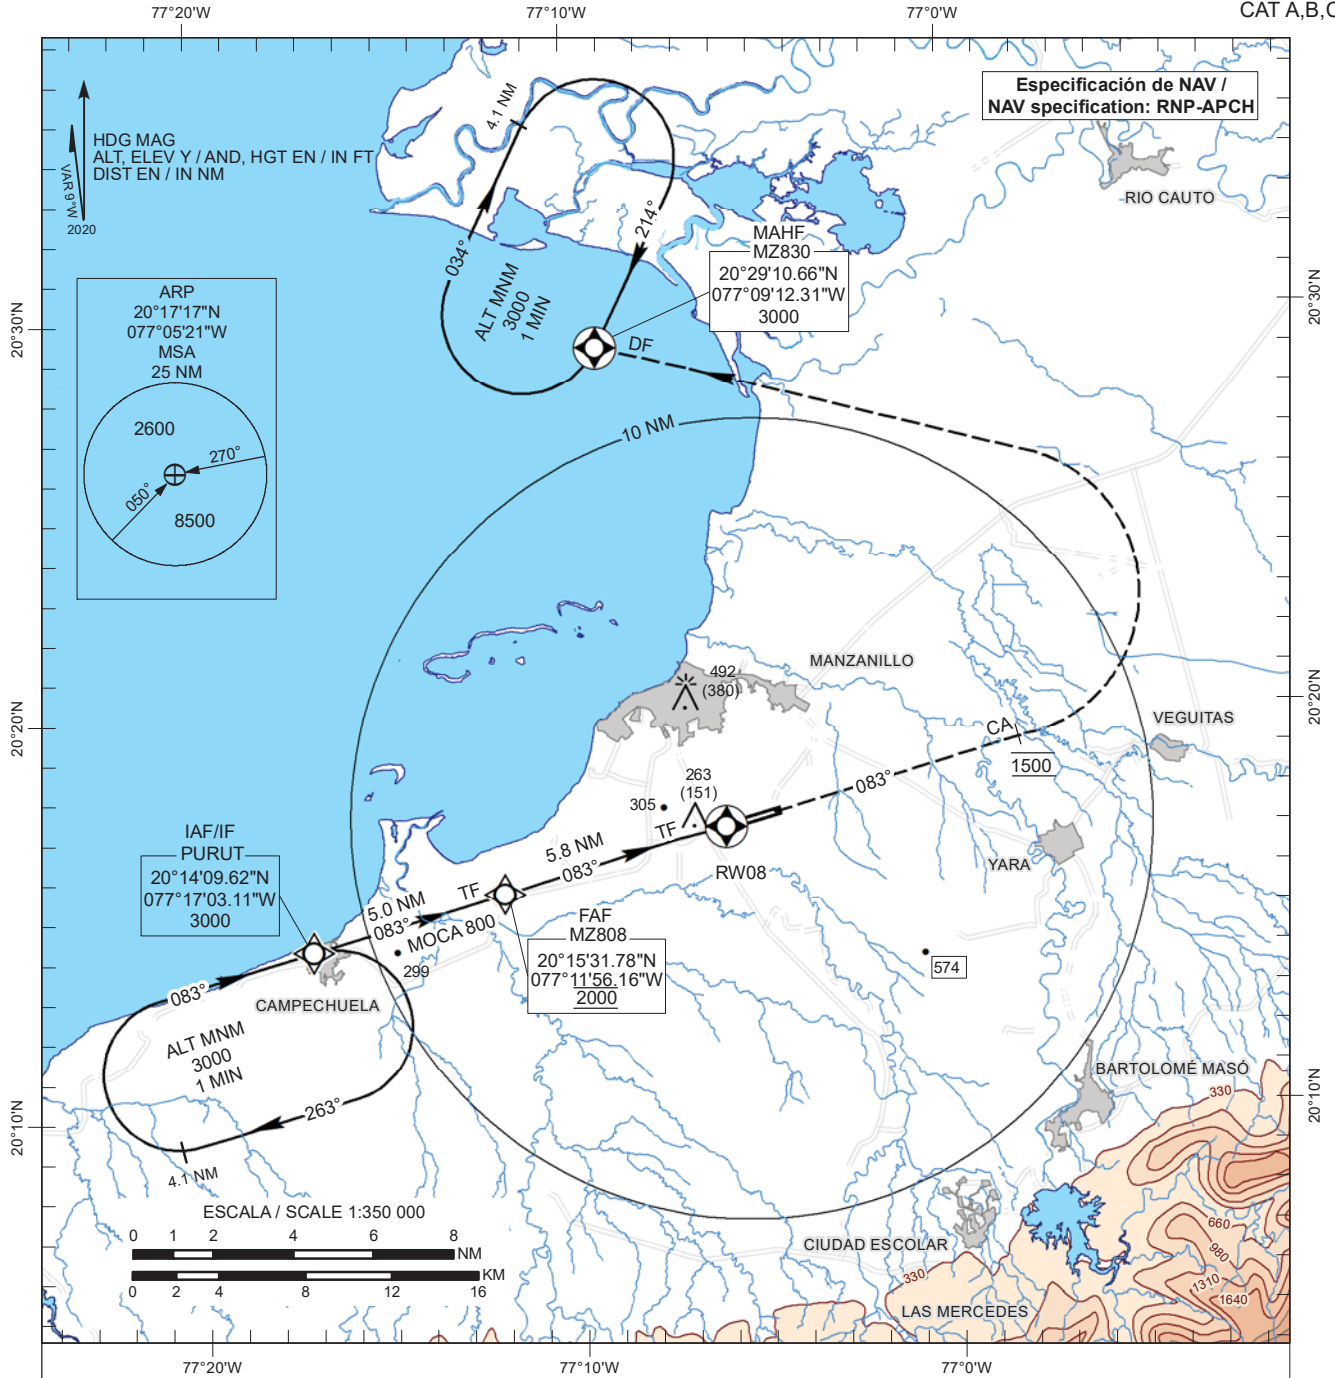 77°20'W
77°10'W
77°0'W
CAT A,B,C
Especificación de NAV /
NAV specification: RNP-APCH
HDG MAG
ALT, ELEV Y / AND, HGT EN / IN FT
DIST EN / IN NM
VAR 9°W
2020
4.1 NM
034°
214°
ALT MNM
3000
1 MIN
RIO CAUTO
MAHF
MZ830
20°29'10.66"N
077°09'12.31"W
3000
DF
20°30'N
20°30'N
ARP
20°17'17"N
077°05'21"W
MSA
25 NM
2600
270°
050°
8500
10 NM
MANZANILLO
492
(380)
20°20'N
20°20'N
VEGUITAS
CA
1500
083°
263
(151)
305
TF
RW08
YARA
5.8 NM
083°
IAF/IF
PURUT
20°14'09.62"N
077°17'03.11"W
3000
5.0 NM
TF
083°
MOCA 800
299
FAF
MZ808
20°15'31.78"N
077°11'56.16"W
2000
574
083°
CAMPECHUELA
ALT MNM
3000
1 MIN
263°
4.1 NM
20°10'N
20°10'N
BARTOLOMÉ MASÓ
330
ESCALA / SCALE 1:350 000
0 1 2 4 6 8
NM
KM
0 2 4 8 12 16
CIUDAD ESCOLAR
330
660
980
1310
1640
LAS MERCEDES
77°20'W
77°10'W
77°0'W